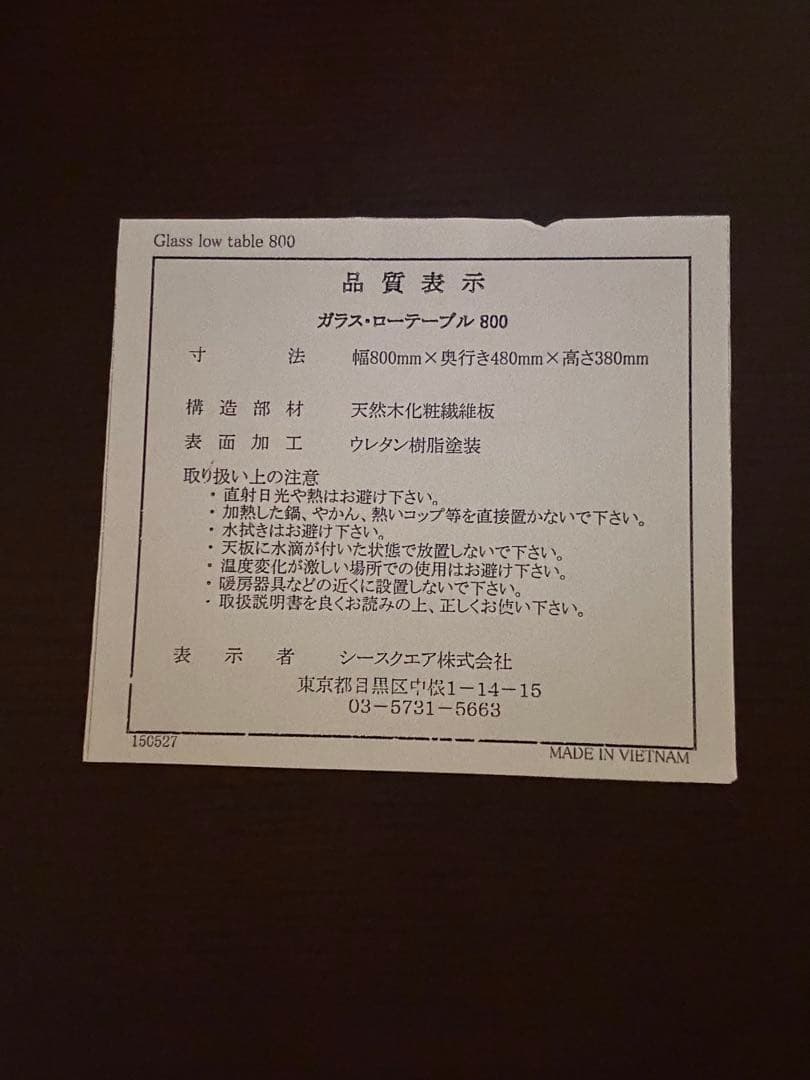 Glass low table 800
品質表示
ガラス・ローテーブル 800
寸法 幅800mm×奥行き480mm×高さ380mm
構造部材 天然木化粧繊維板
表面加工 ウレタン樹脂塗装
取り扱い上の注意
・直射日光や熱はお避け下さい。
・加熱した鍋、やかん、熱いコップ等を直接置かないで下さい。
・水拭きはお避け下さい。
・天板に水滴が付いた状態で放置しないで下さい。
・温度変化が激しい場所での使用はお避け下さい。
・暖房器具などの近くに設置しないで下さい。
・取扱説明書を良くお読みの上、正しくお使い下さい。
表示者 シースクエア株式会社
東京都目黒区中根1-14-15
03-5731-5663
150527
MADE IN VIETNAM